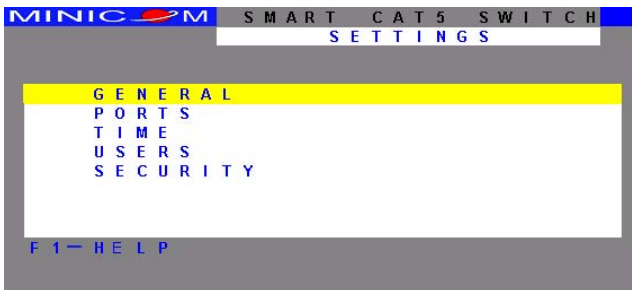 MINICOM SMART CAT5 SWITCH
SETTINGS
GENERAL
PORTS
TIME
USERS
SECURITY
F1-HELP